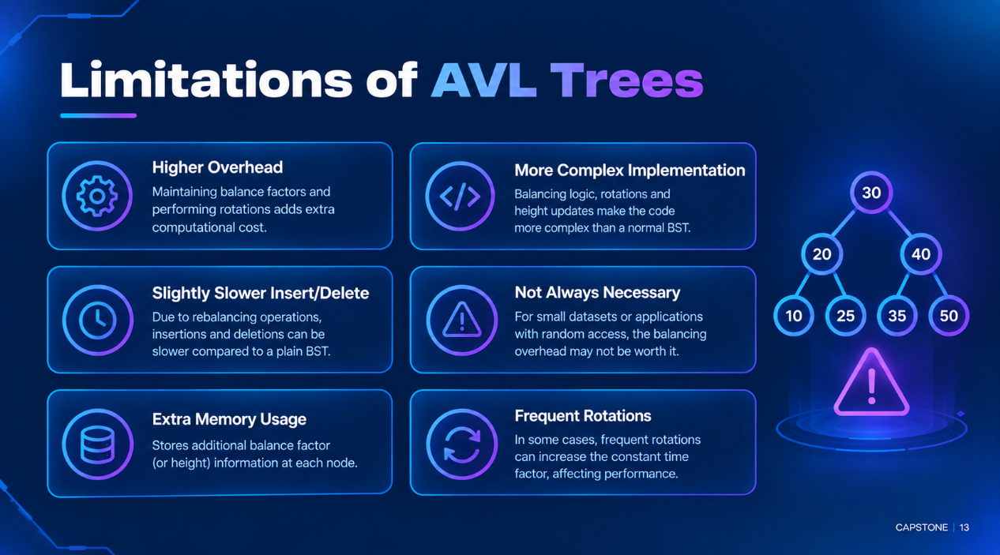 Limitations of AVL Trees
Higher Overhead
Maintaining balance factors and
performing rotations adds extra
computational cost.
More Complex Implementation
Balancing logic, rotations and
height updates make the code
more complex than a normal BST.
Slightly Slower Insert/Delete
Due to rebalancing operations,
insertions and deletions can be
slower compared to a plain BST.
Not Always Necessary
For small datasets or applications
with random access, the balancing
overhead may not be worth it.
Extra Memory Usage
Stores additional balance factor
(or height) information at each node.
Frequent Rotations
In some cases, frequent rotations
can increase the constant time
factor, affecting performance.
30
20 40
10 25 35 50
CAPSTONE | 13